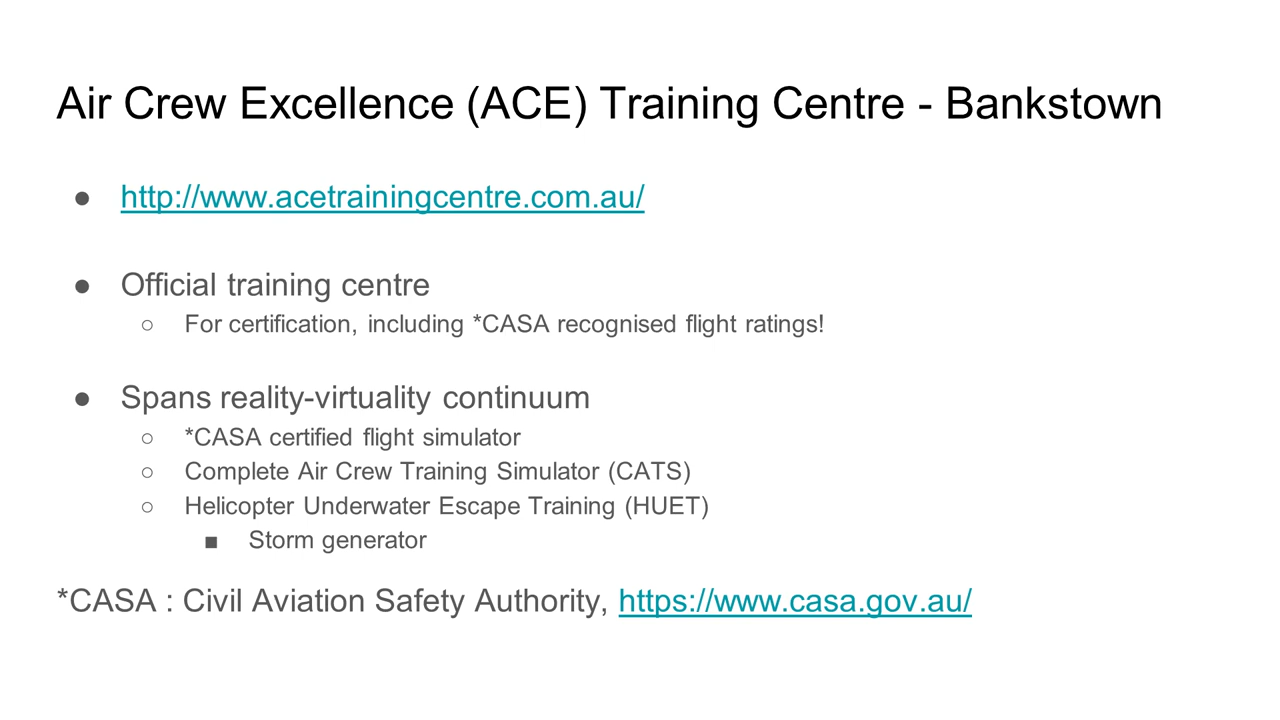 Air Crew Excellence (ACE) Training Centre - Bankstown
● http://www.acetrainingcentre.com.au/
● Official training centre
○ For certification, including *CASA recognised flight ratings!
● Spans reality-virtuality continuum
○ *CASA certified flight simulator
○ Complete Air Crew Training Simulator (CATS)
○ Helicopter Underwater Escape Training (HUET)
■ Storm generator
*CASA : Civil Aviation Safety Authority, https://www.casa.gov.au/